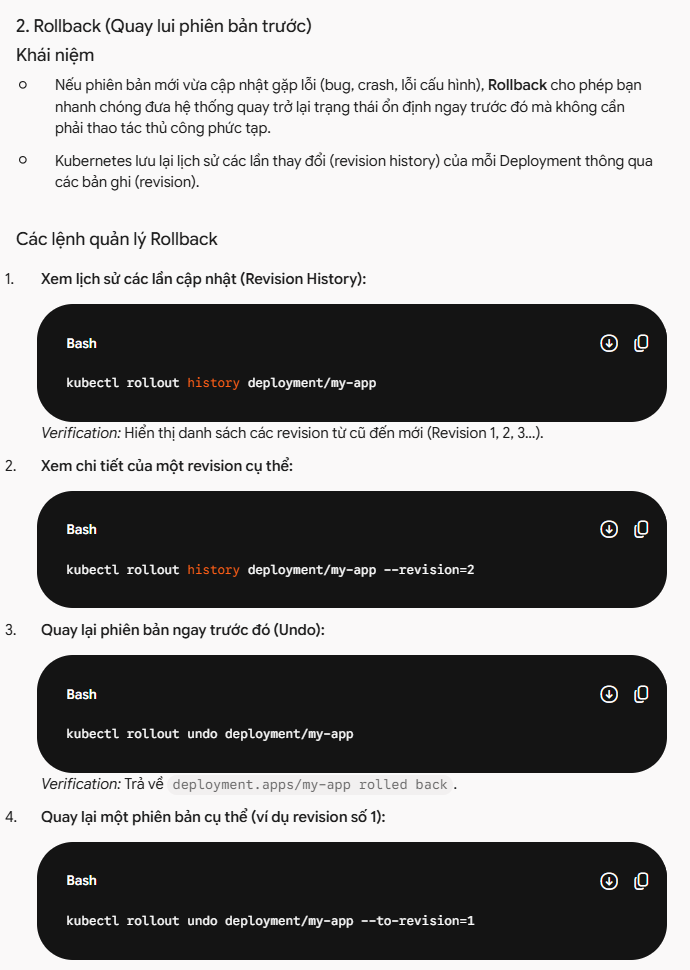 2. Rollback (Quay lui phiên bản trước)
Khái niệm
Nếu phiên bản mới vừa cập nhật gặp lỗi (bug, crash, lỗi cấu hình), Rollback cho phép bạn
nhanh chóng đưa hệ thống quay trở lại trạng thái ổn định ngay trước đó mà không cần
phải thao tác thủ công phức tạp.
Kubernetes lưu lại lịch sử các lần thay đổi (revision history) của mỗi Deployment thông qua
các bản ghi (revision).
Các lệnh quản lý Rollback
1. Xem lịch sử các lần cập nhật (Revision History):
Bash
kubectl rollout history deployment/my-app
Verification: Hiển thị danh sách các revision từ cũ đến mới (Revision 1, 2, 3...).
2. Xem chi tiết của một revision cụ thể:
Bash
kubectl rollout history deployment/my-app --revision=2
3. Quay lại phiên bản ngay trước đó (Undo):
Bash
kubectl rollout undo deployment/my-app
Verification: Trả về deployment.apps/my-app rolled back.
4. Quay lại một phiên bản cụ thể (ví dụ revision số 1):
Bash
kubectl rollout undo deployment/my-app --to-revision=1